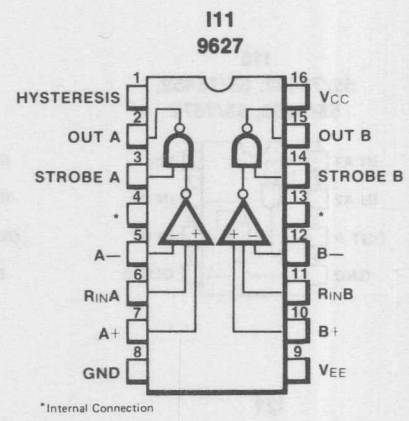 I11
9627
1 16
HYSTERESIS VCC
2 15
OUT A OUT B
3 14
STROBE A STROBE B
4 13
* *
5 12
A– – + + – B–
6 11
RINA RINB
7 10
A+ B+
8 9
GND VEE
*Internal Connection